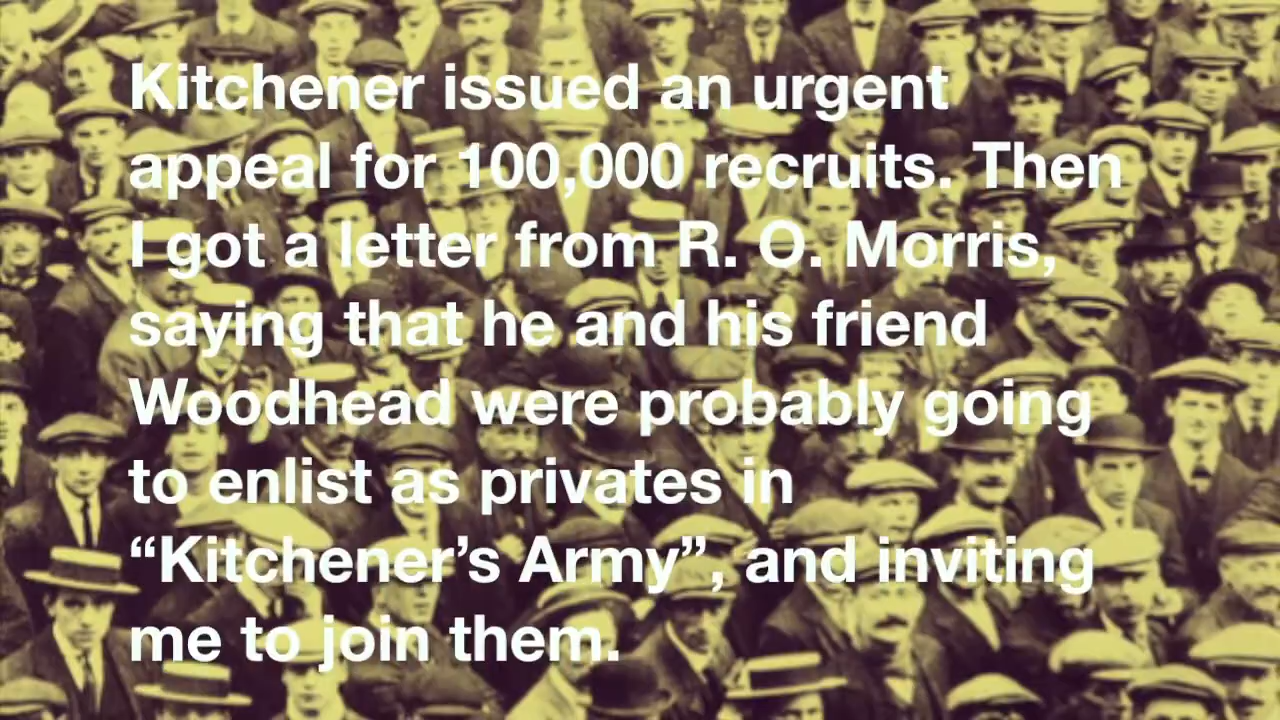 Kitchener issued an urgent
appeal for 100,000 recruits. Then
I got a letter from R. O. Morris,
saying that he and his friend
Woodhead were probably going
to enlist as privates in
“Kitchener’s Army”, and inviting
me to join them.